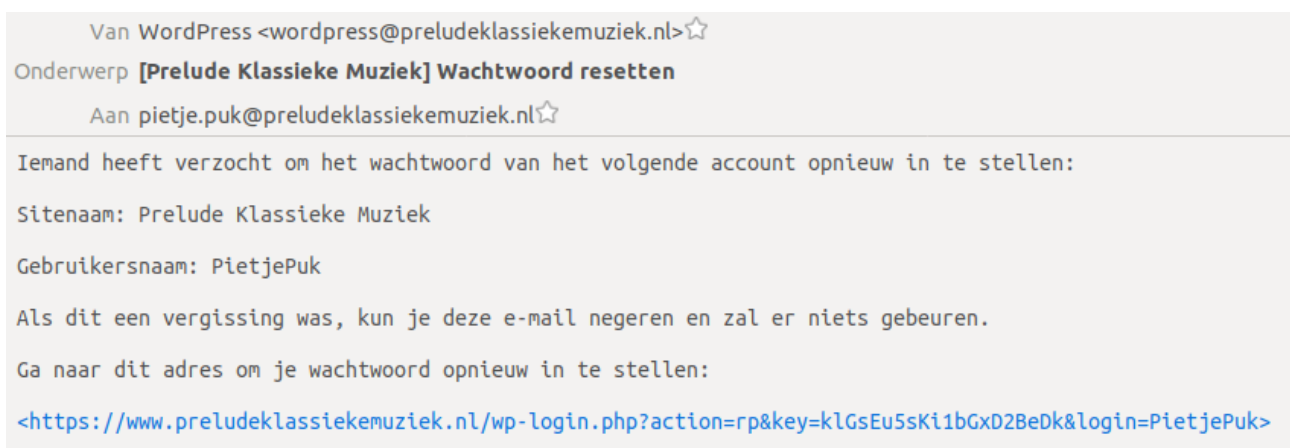 Van WordPress <wordpress@preludeklassiekemuziek.nl>
Onderwerp [Prelude Klassieke Muziek] Wachtwoord resetten
Aan pietje.puk@preludeklassiekemuziek.nl
Iemand heeft verzocht om het wachtwoord van het volgende account opnieuw in te stellen:
Sitenaam: Prelude Klassieke Muziek
Gebruikersnaam: PietjePuk
Als dit een vergissing was, kun je deze e-mail negeren en zal er niets gebeuren.
Ga naar dit adres om je wachtwoord opnieuw in te stellen:
<https://www.preludeklassiekemuziek.nl/wp-login.php?action=rp&key=klGsEu5sKi1bGxD2BeDk&login=PietjePuk>